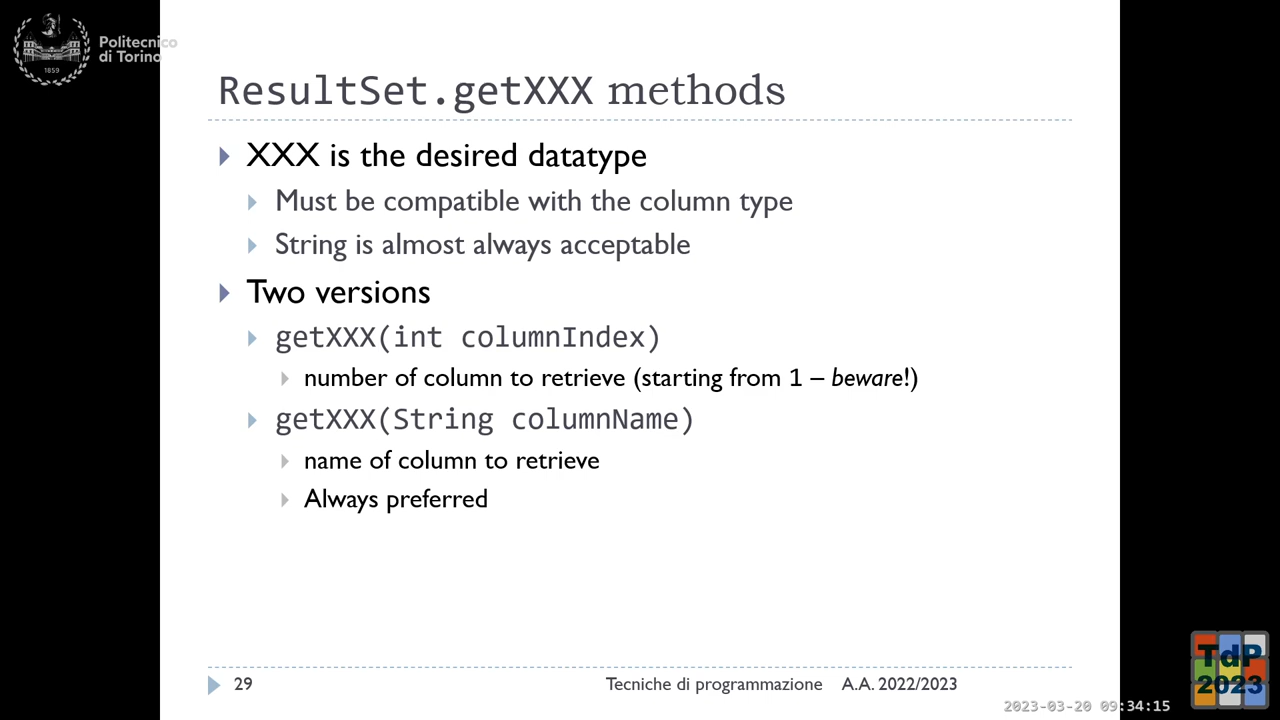 Politecnico
di Torino
1859
ResultSet.getXXX methods
XXX is the desired datatype
Must be compatible with the column type
String is almost always acceptable
Two versions
getXXX(int columnIndex)
number of column to retrieve (starting from 1 – beware!)
getXXX(String columnName)
name of column to retrieve
Always preferred
29
Tecniche di programmazione A.A. 2022/2023
TdP
2023
2023-03-20 09:34:15